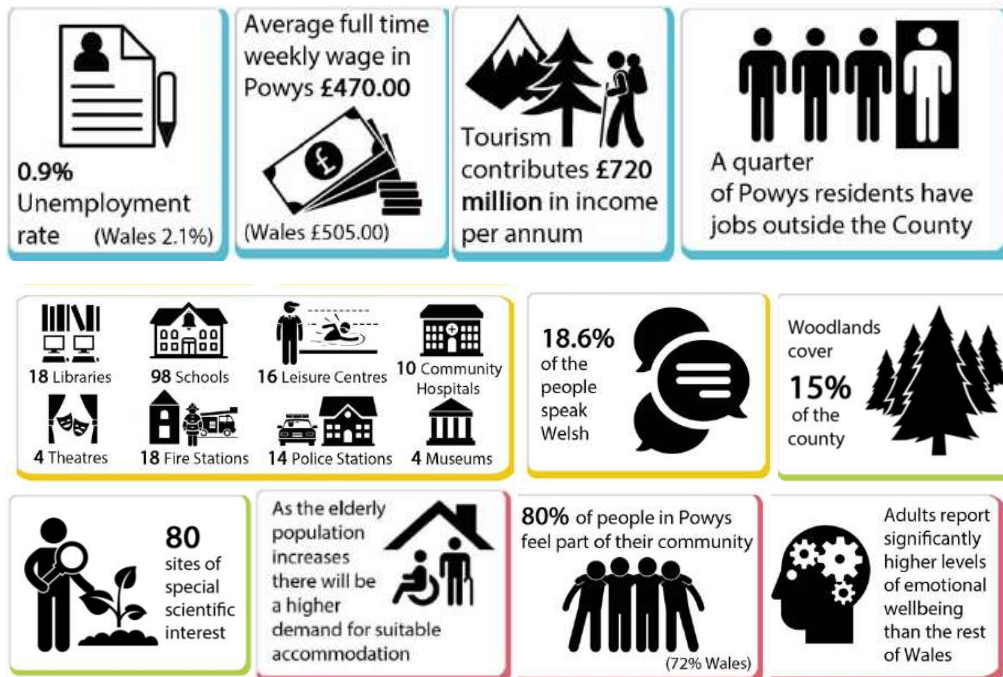 0.9%
Unemployment
rate (Wales 2.1%)
Average full time
weekly wage in
Powys £470.00
£
(Wales £505.00)
Tourism
contributes £720
million in income
per annum
A quarter
of Powys residents have
jobs outside the County
18 Libraries
98 Schools
16 Leisure Centres
10 Community
Hospitals
4 Theatres
18 Fire Stations
14 Police Stations
4 Museums
18.6%
of the
people
speak
Welsh
Woodlands
cover
15%
of the
county
80
sites of
special
scientific
interest
As the elderly
population
increases
there will be
a higher
demand for suitable
accommodation
80% of people in Powys
feel part of their community
(72% Wales)
Adults report
significantly
higher levels
of emotional
wellbeing
than the rest
of Wales